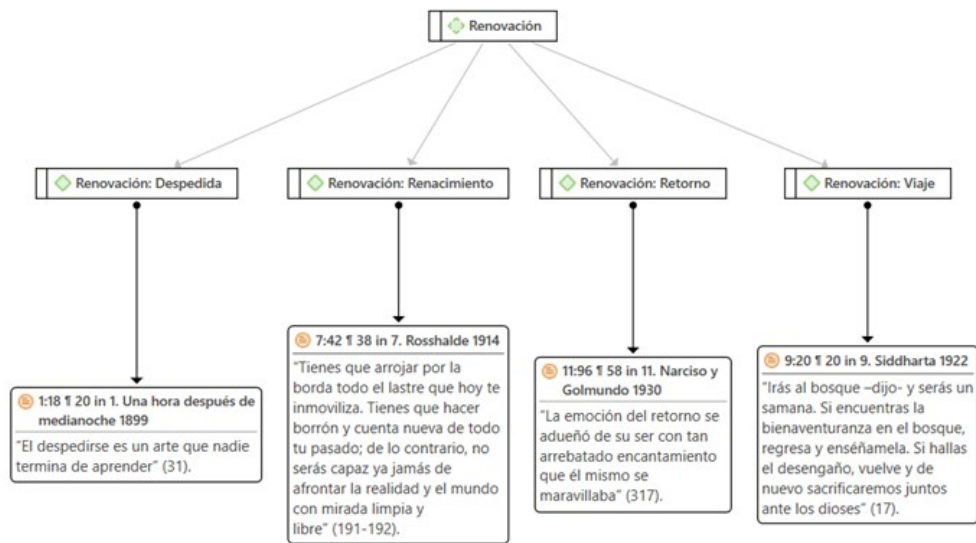 Renovación
Renovación: Despedida
Renovación: Renacimiento
Renovación: Retorno
Renovación: Viaje
1:18 ¶ 20 in 1. Una hora después de
medianoche 1899
"El despedirse es un arte que nadie
termina de aprender" (31).
7:42 ¶ 38 in 7. Rosshalde 1914
"Tienes que arrojar por la
borda todo el lastre que hoy te
inmoviliza. Tienes que hacer
borrón y cuenta nueva de todo
tu pasado; de lo contrario, no
serás capaz ya jamás de
afrontar la realidad y el mundo
con mirada limpia y
libre" (191-192).
11:96 ¶ 58 in 11. Narciso y
Golmundo 1930
"La emoción del retorno se
adueñó de su ser con tan
arrebatado encantamiento
que él mismo se
maravillaba" (317).
9:20 ¶ 20 in 9. Siddharta 1922
"Irás al bosque –dijo- y serás un
samana. Si encuentras la
bienaventuranza en el bosque,
regresa y enséñamela. Si hallas
el desengaño, vuelve y de
nuevo sacrificaremos juntos
ante los dioses" (17).